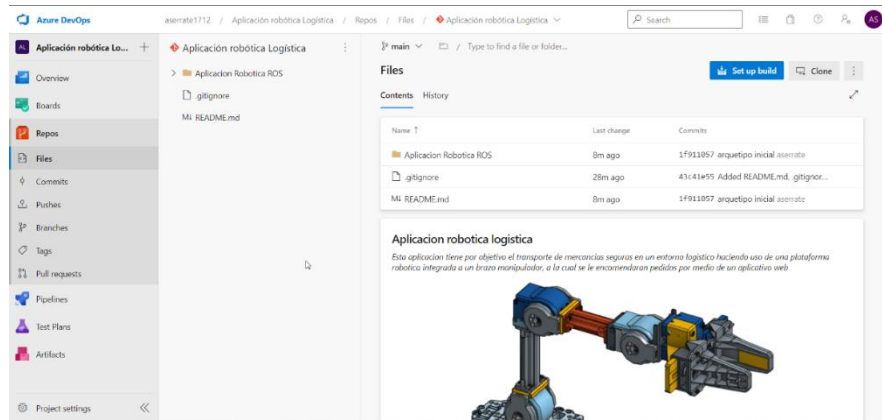 Azure DevOps
aserrate1712 / Aplicación robótica Logística / Repos / Files / Aplicación robótica Logística
Search
AS
AL Aplicación robótica Lo... +
Overview
Boards
Repos
Files
Commits
Pushes
Branches
Tags
Pull requests
Pipelines
Test Plans
Artifacts
Project settings
Aplicación robótica Logística
Aplicacion Robotica ROS
.gitignore
M↓ README.md
main / Type to find a file or folder...
Files
Set up build
Clone
Contents History
Name ↑ Last change Commits
Aplicacion Robotica ROS 8m ago 1f911057 arquetipo inicial aserrate
.gitignore 28m ago 43c41e55 Added README.md, .gitignor...
M↓ README.md 8m ago 1f911057 arquetipo inicial aserrate
Aplicacion robotica logistica
Esta aplicacion tiene por objetivo el transporte de mercancias seguras en un entorno logistico haciendo uso de una plataforma
robotica integrada a un brazo manipulador, a la cual se le encomendaran pedidos por medio de un aplicativo web